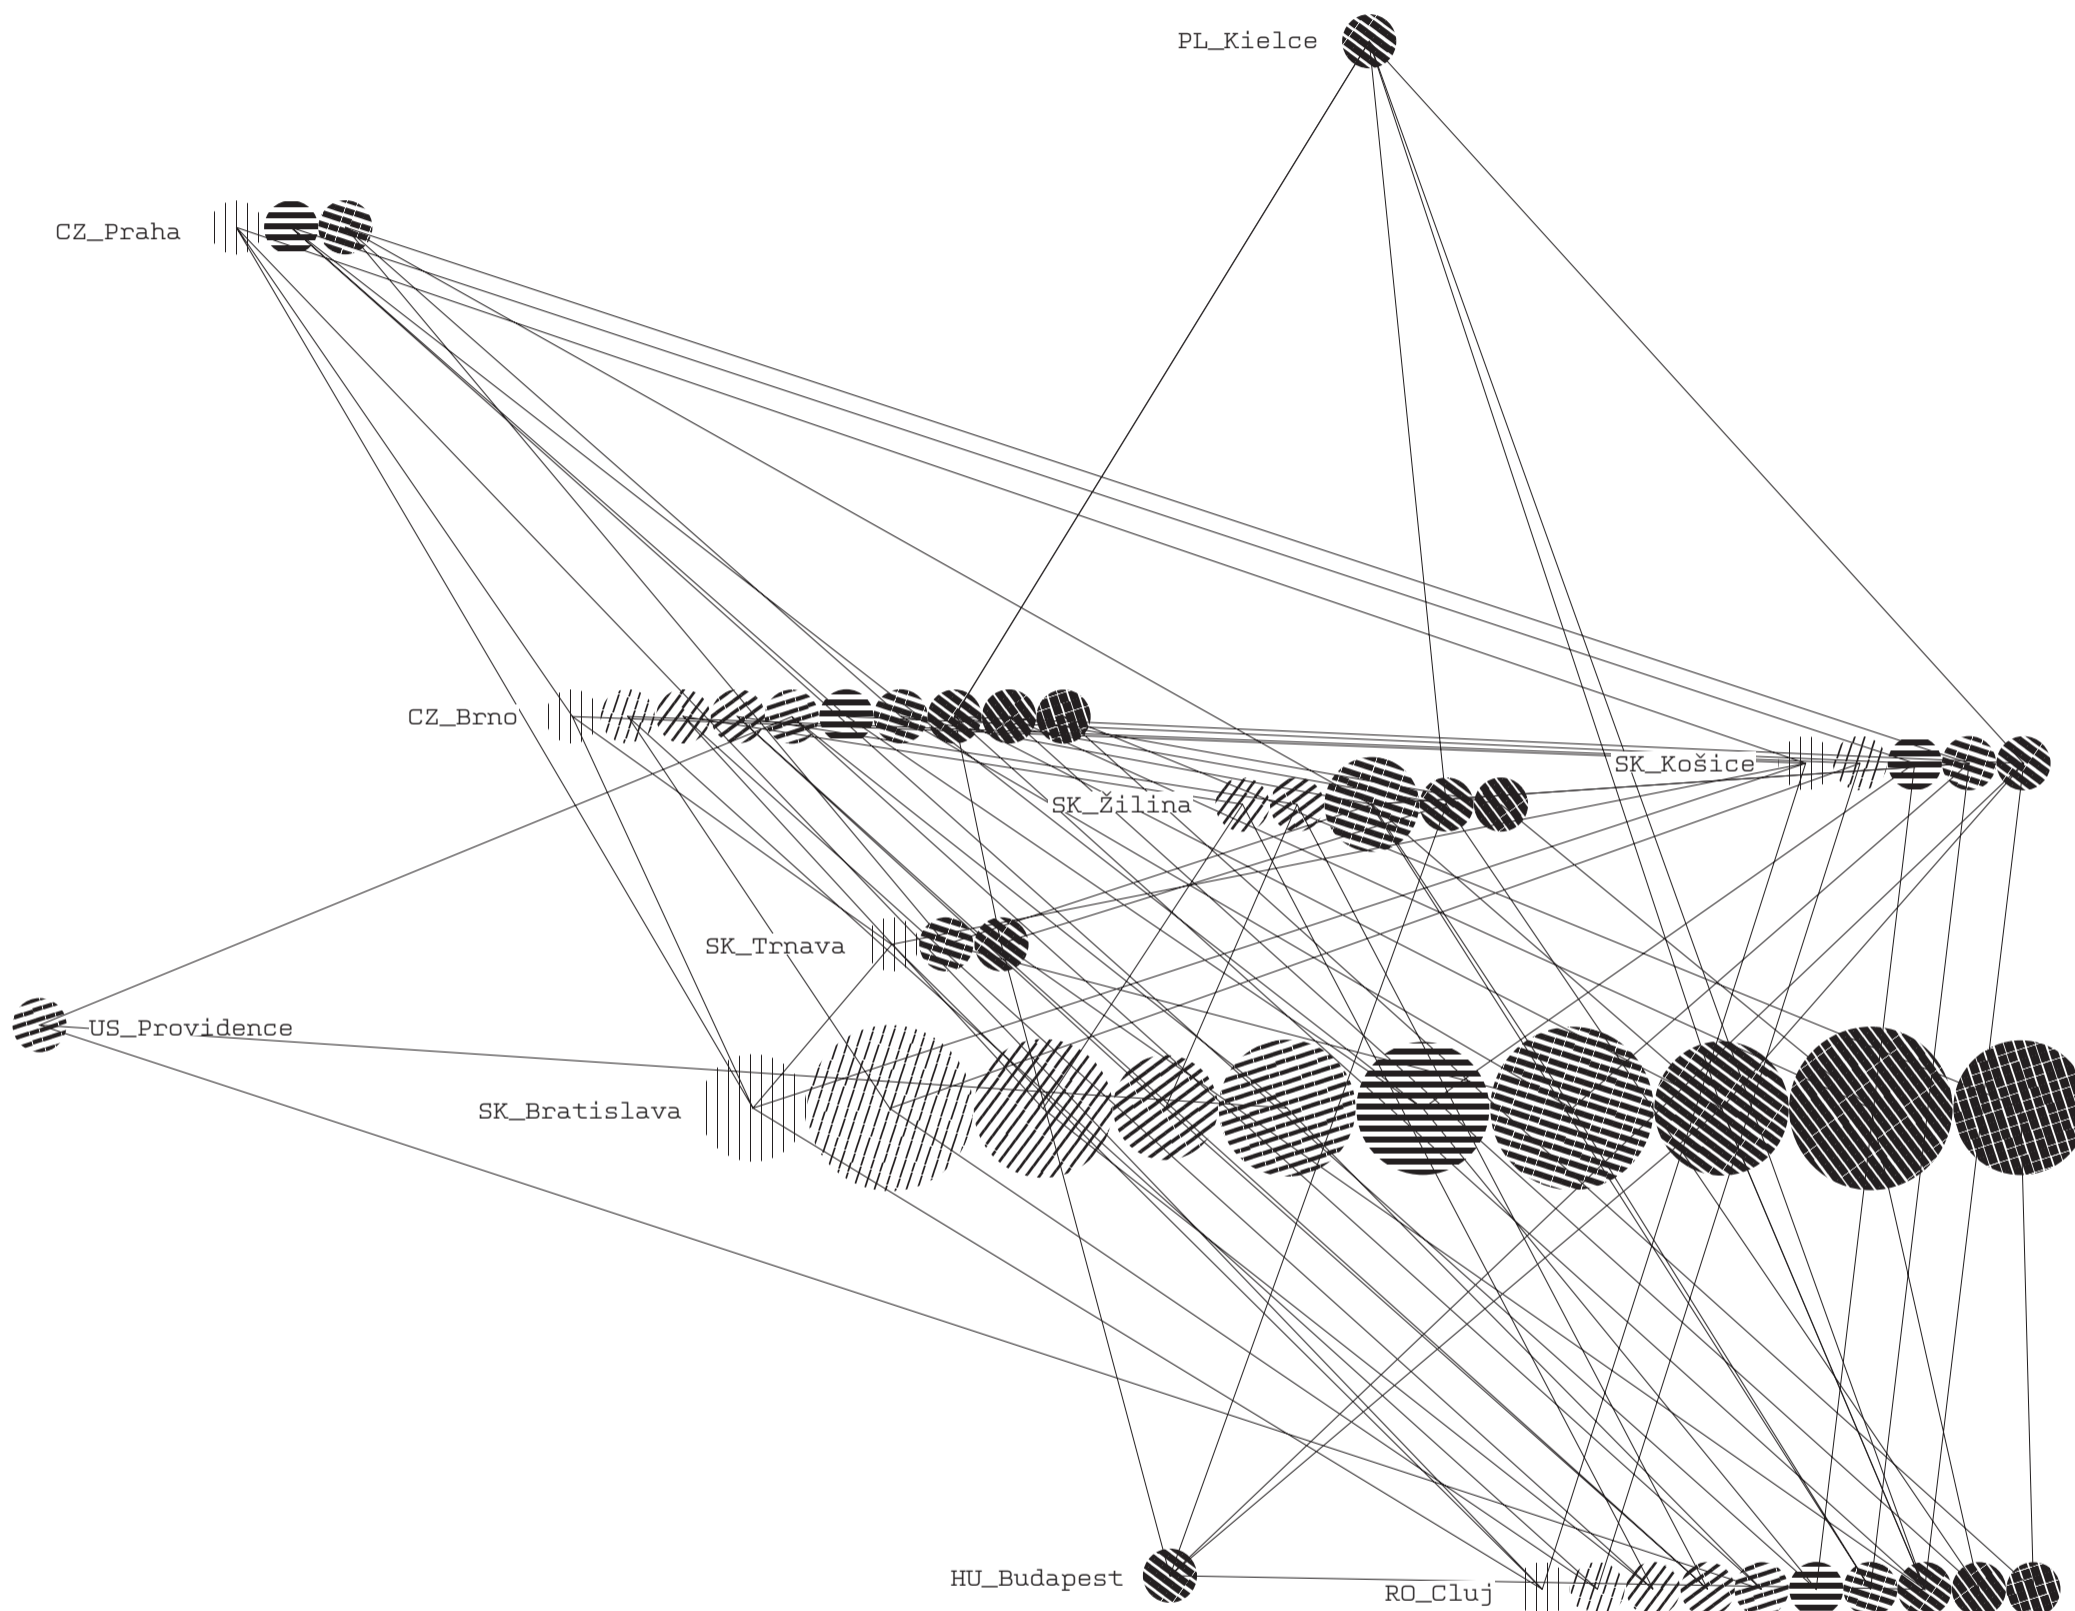 PL_Kielce
CZ_Praha
CZ_Brno
SK_Košice
SK_Žilina
SK_Trnava
US_Providence
SK_Bratislava
HU_Budapest
RO_Cluj